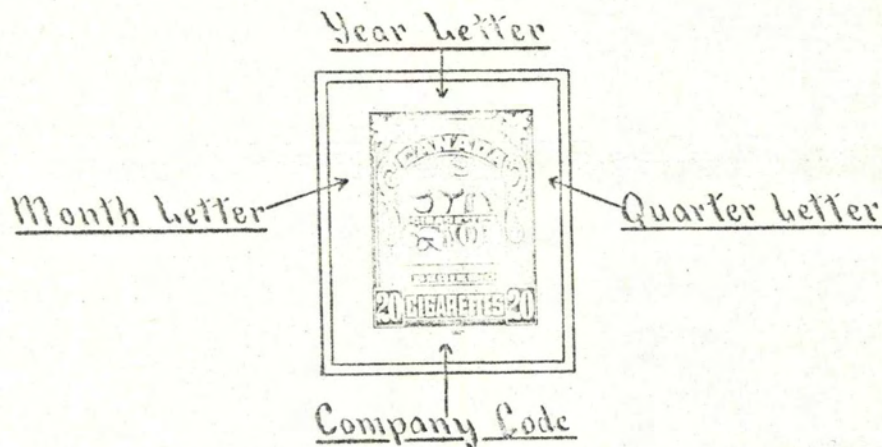 Year Letter
CANADA
Month Letter
Quarter Letter
20 CIGARETTES 20
Company Code